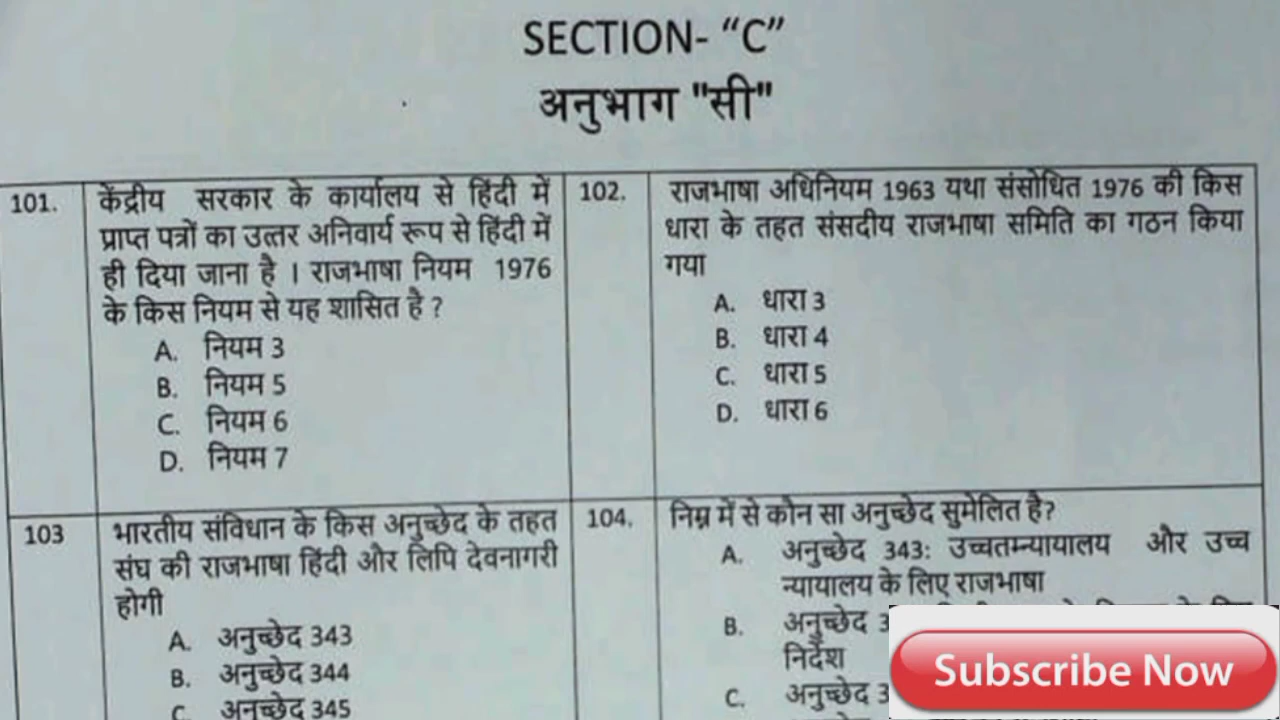 SECTION- “C”
अनुभाग "सी"
101.
केंद्रीय सरकार के कार्यालय से हिंदी में
प्राप्त पत्रों का उत्तर अनिवार्य रूप से हिंदी में
ही दिया जाना है । राजभाषा नियम 1976
के किस नियम से यह शासित है ?
A. नियम 3
B. नियम 5
C. नियम 6
D. नियम 7
102.
राजभाषा अधिनियम 1963 यथा संसोधित 1976 की किस
धारा के तहत संसदीय राजभाषा समिति का गठन किया
गया
A. धारा 3
B. धारा 4
C. धारा 5
D. धारा 6
103
भारतीय संविधान के किस अनुच्छेद के तहत
संघ की राजभाषा हिंदी और लिपि देवनागरी
होगी
A. अनुच्छेद 343
B. अनुच्छेद 344
C. अनुच्छेद 345
104.
निम्न में से कौन सा अनुच्छेद सुमेलित है?
A. अनुच्छेद 343: उच्चतम्न्यायालय और उच्च
न्यायालय के लिए राजभाषा
B. अनुच्छेद 3
निर्देश
C. अनुच्छेद 3
Subscribe Now